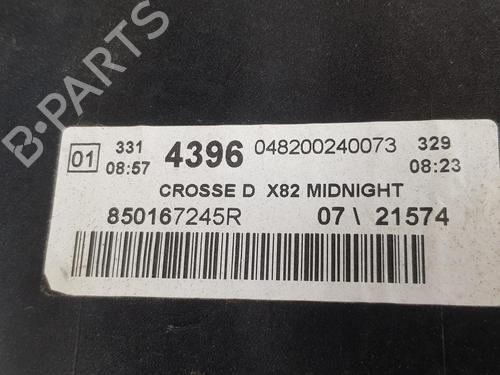 B-PARTS
01 331 08:57 4396 048200240073 329 08:23
CROSSE D X82 MIDNIGHT
850167245R 07 \ 21574